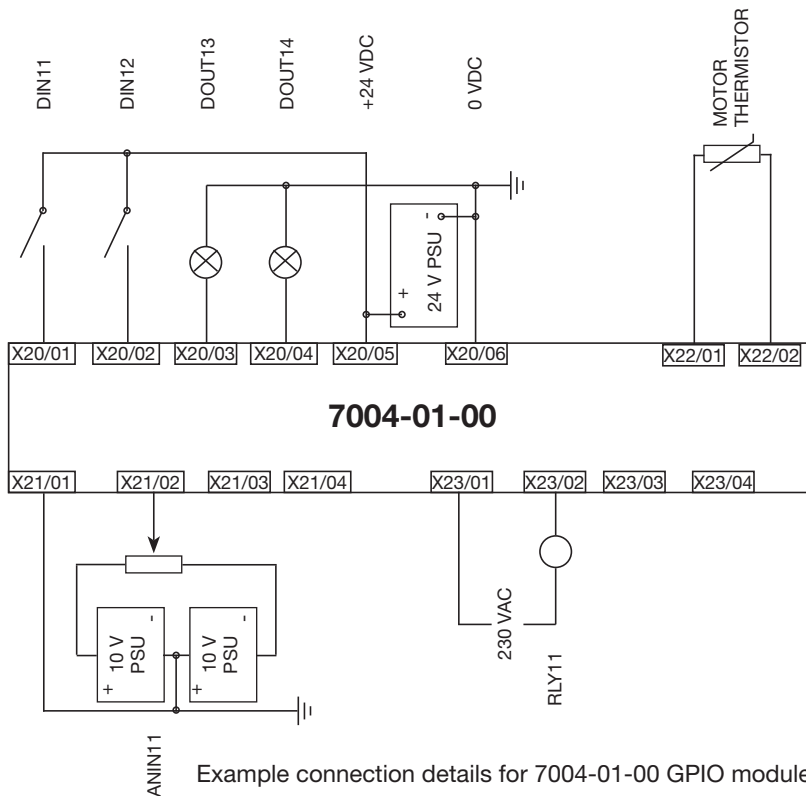 DIN11
DIN12
DOUT13
DOUT14
+24 VDC
0 VDC
MOTOR
THERMISTOR
24 V PSU
+
-
X20/01
X20/02
X20/03
X20/04
X20/05
X20/06
X22/01
X22/02
7004-01-00
X21/01
X21/02
X21/03
X21/04
X23/01
X23/02
X23/03
X23/04
10 V
PSU
+
-
10 V
PSU
+
-
230 VAC
RLY11
ANIN11
Example connection details for 7004-01-00 GPIO module